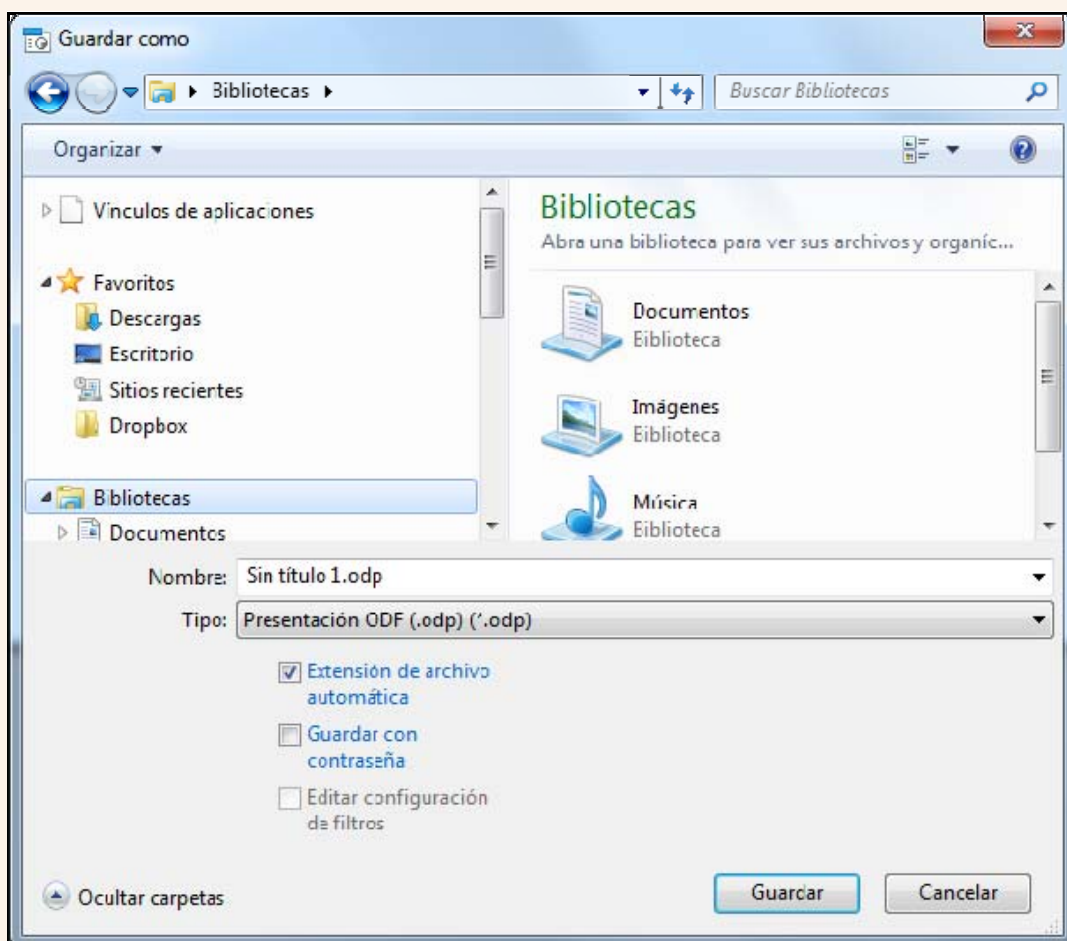 Guardar como
Bibliotecas
Buscar Bibliotecas
Organizar
Vínculos de aplicaciones
Favoritos
Descargas
Escritorio
Sitios recientes
Dropbox
Bibliotecas
Documentos
Bibliotecas
Abra una biblioteca para ver sus archivos y organíc...
Documentos
Biblioteca
Imágenes
Biblioteca
Música
Biblioteca
Nombre: Sin título 1.odp
Tipo: Presentación ODF (.odp) (*.odp)
Extensión de archivo
automática
Guardar con
contraseña
Editar configuración
de filtros
Ocultar carpetas
Guardar
Cancelar